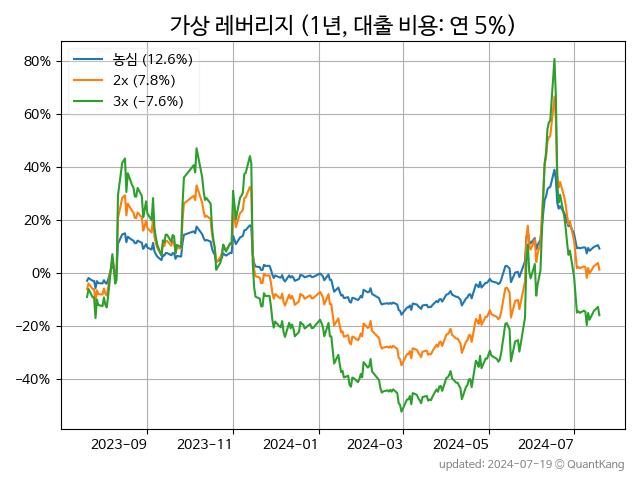 가상 레버리지 (1년, 대출 비용: 연 5%)
농심 (12.6%)
2x (7.8%)
3x (−7.6%)
80%
60%
40%
20%
0%
−20%
−40%
2023-09
2023-11
2024-01
2024-03
2024-05
2024-07
updated: 2024-07-19 © QuantKang